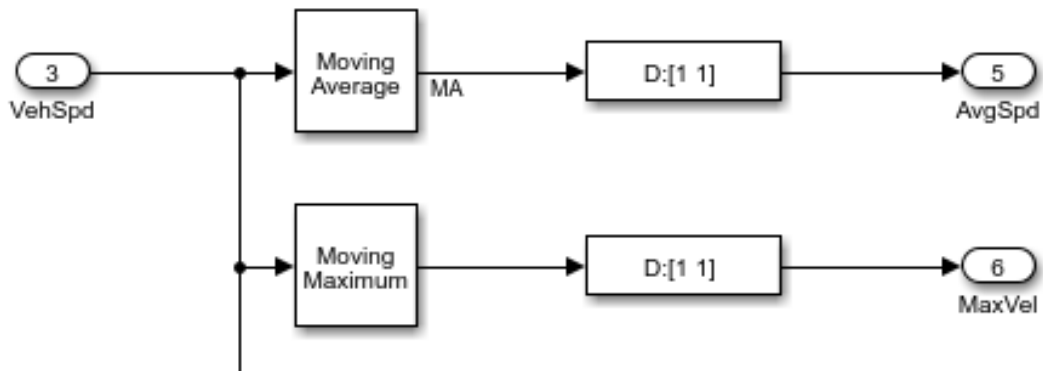 3
VehSpd
Moving
Average
MA
D:[1 1]
5
AvgSpd
Moving
Maximum
D:[1 1]
6
MaxVel